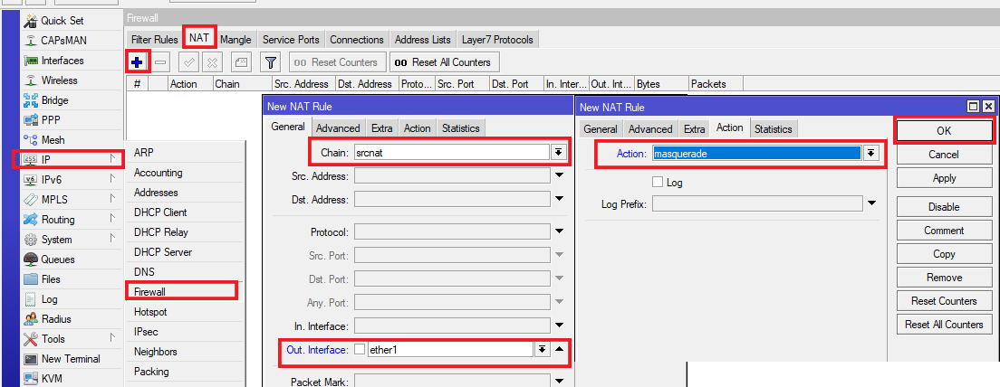 Quick Set
CAPsMAN
Interfaces
Wireless
Bridge
PPP
Mesh
IP
IPv6
MPLS
Routing
System
Queues
Files
Log
Radius
Tools
New Terminal
KVM
ARP
Accounting
Addresses
DHCP Client
DHCP Relay
DHCP Server
DNS
Firewall
Hotspot
IPsec
Neighbors
Packing
Firewall
Filter Rules NAT Mangle Service Ports Connections Address Lists Layer7 Protocols
00 Reset Counters 00 Reset All Counters
# Action Chain Src. Address Dst. Address Proto... Src. Port Dst. Port In. Inter... Out. Int... Bytes Packets
New NAT Rule
General Advanced Extra Action Statistics
Chain: srcnat
Src. Address:
Dst. Address:
Protocol:
Src. Port:
Dst. Port:
Any. Port:
In. Interface:
Out. Interface: ether1
Packet Mark:
New NAT Rule
General Advanced Extra Action Statistics
Action: masquerade
Log
Log Prefix:
OK
Cancel
Apply
Disable
Comment
Copy
Remove
Reset Counters
Reset All Counters